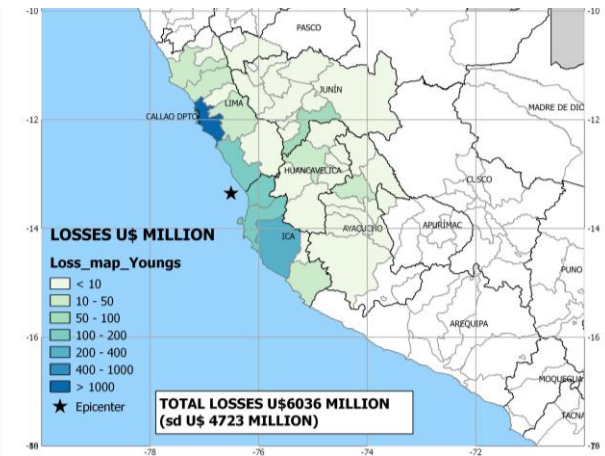 -10
-10
PASCO
JUNÍN
LIMA
MADRE DE DIO
CALLAO DPTO
-12
-12
HUANCAVELICA
CUSCO
APURIMAC
AYACUCHO
ICA
-14
-14
PUNO
AREQUIPA
-16
-16
MOQUEGUA
TACNA
LOSSES U$ MILLION
Loss_map_Youngs
< 10
10 - 50
50 - 100
100 - 200
200 - 400
400 - 1000
> 1000
Epicenter
TOTAL LOSSES U$6036 MILLION
(sd U$ 4723 MILLION)
-78
-76
-74
-72